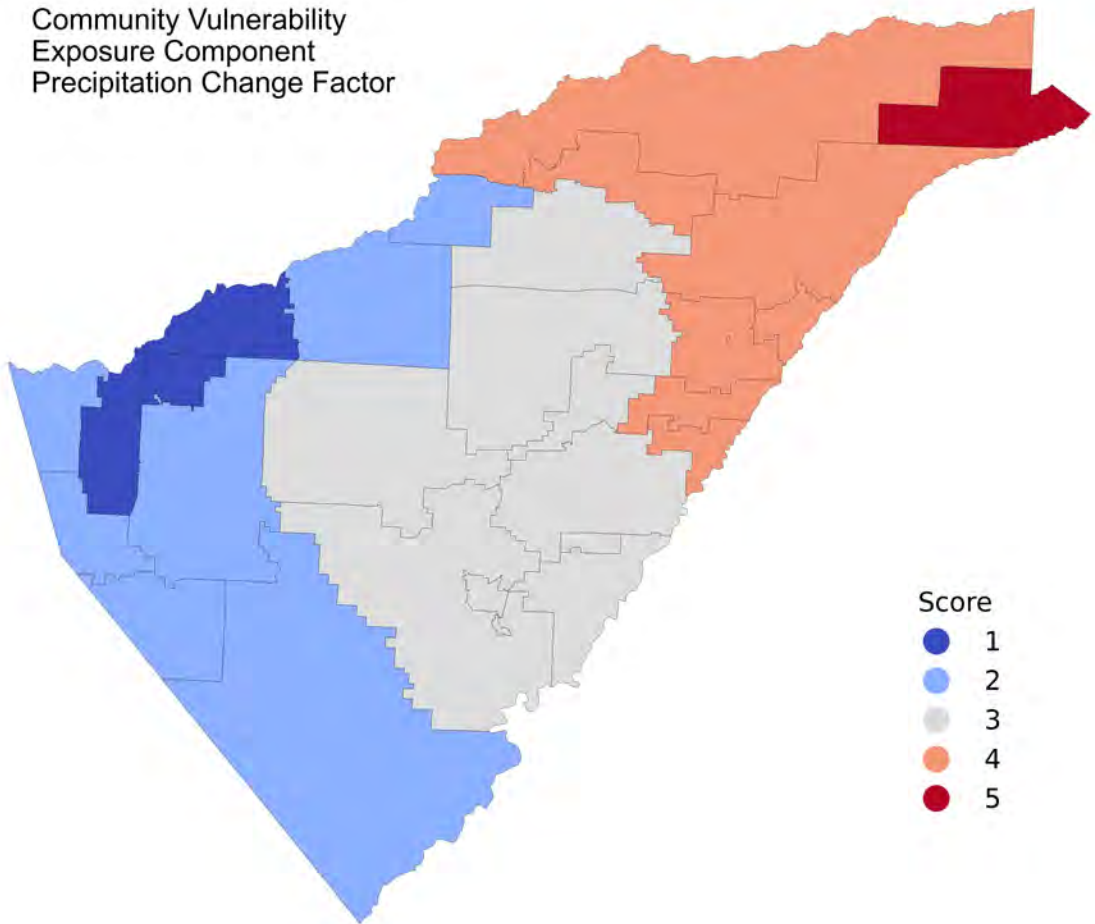 Community Vulnerability
Exposure Component
Precipitation Change Factor
Score
1
2
3
4
5